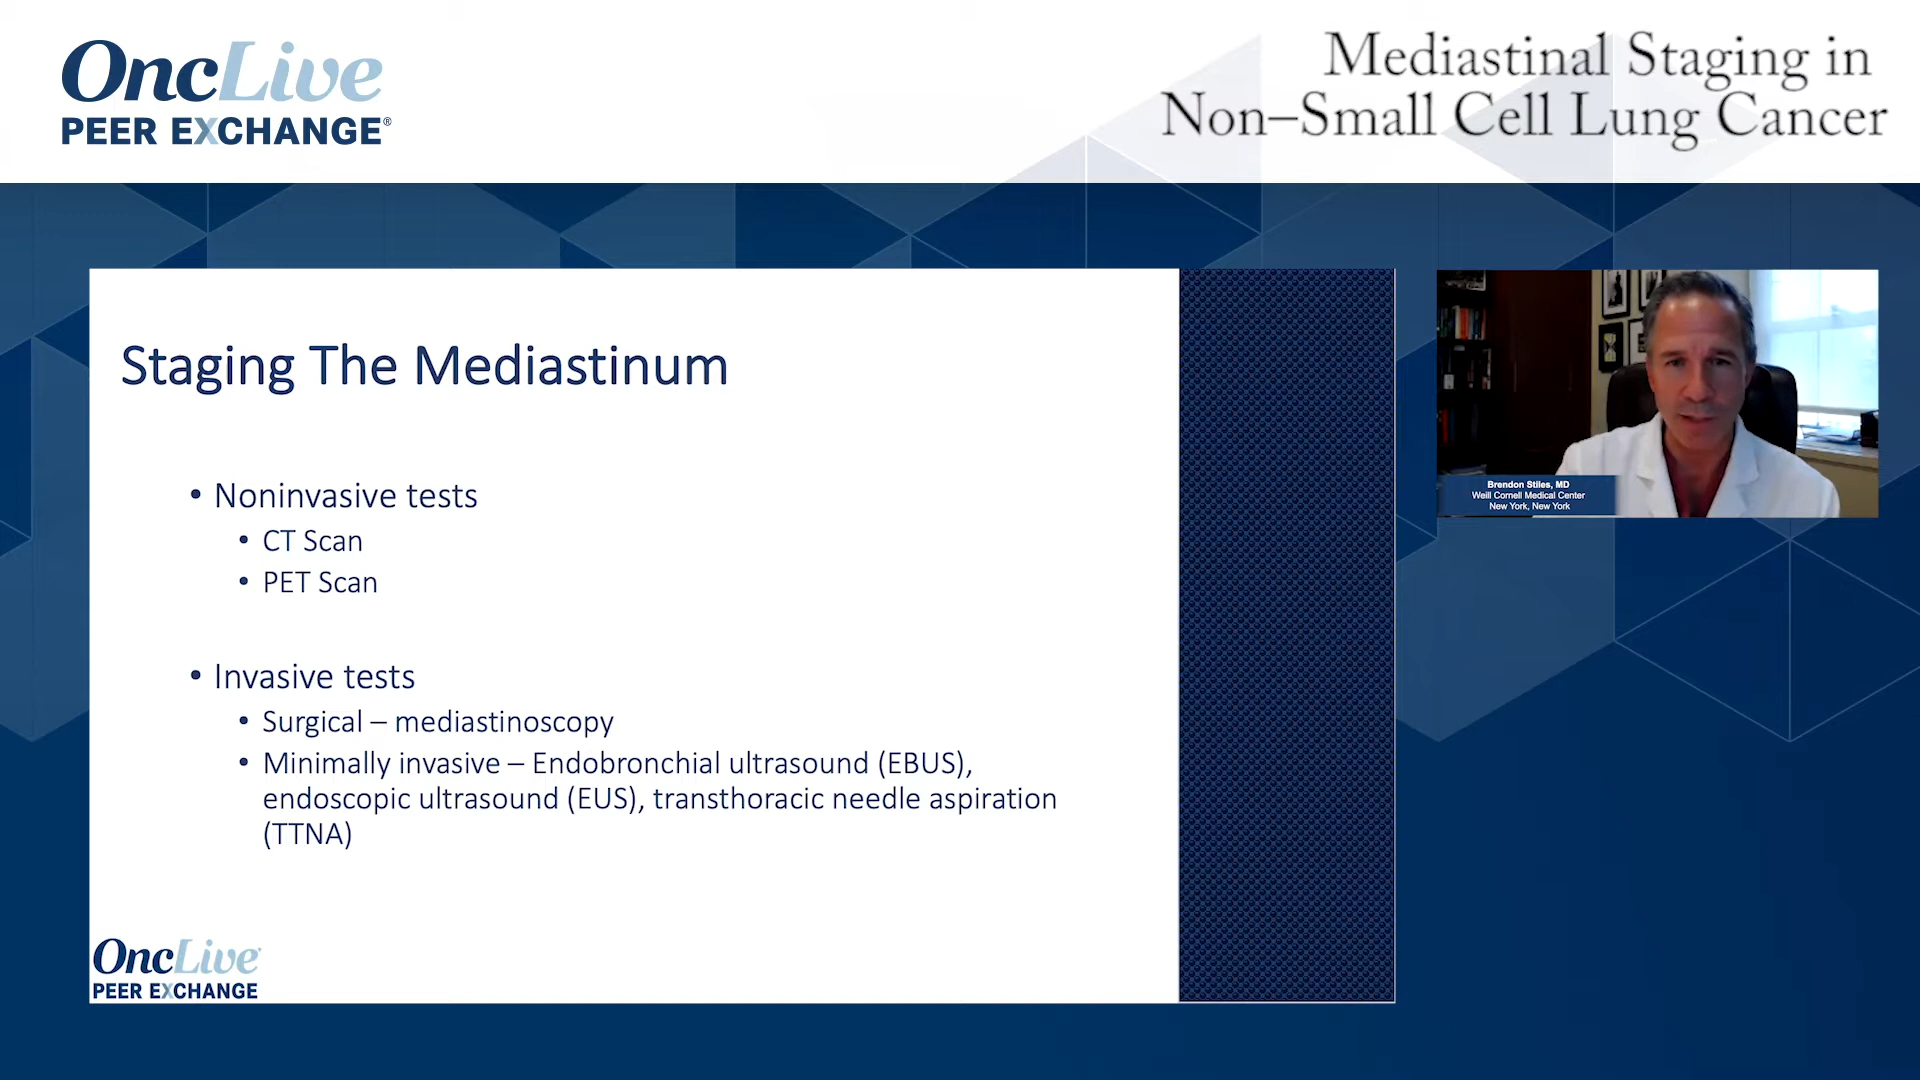 OncLive
PEER EXCHANGE®
Mediastinal Staging in
Non–Small Cell Lung Cancer
Staging The Mediastinum
• Noninvasive tests
• CT Scan
• PET Scan
• Invasive tests
• Surgical – mediastinoscopy
• Minimally invasive – Endobronchial ultrasound (EBUS),
endoscopic ultrasound (EUS), transthoracic needle aspiration
(TTNA)
Brendon Stiles, MD
Weill Cornell Medical Center
New York, New York
OncLive
PEER EXCHANGE